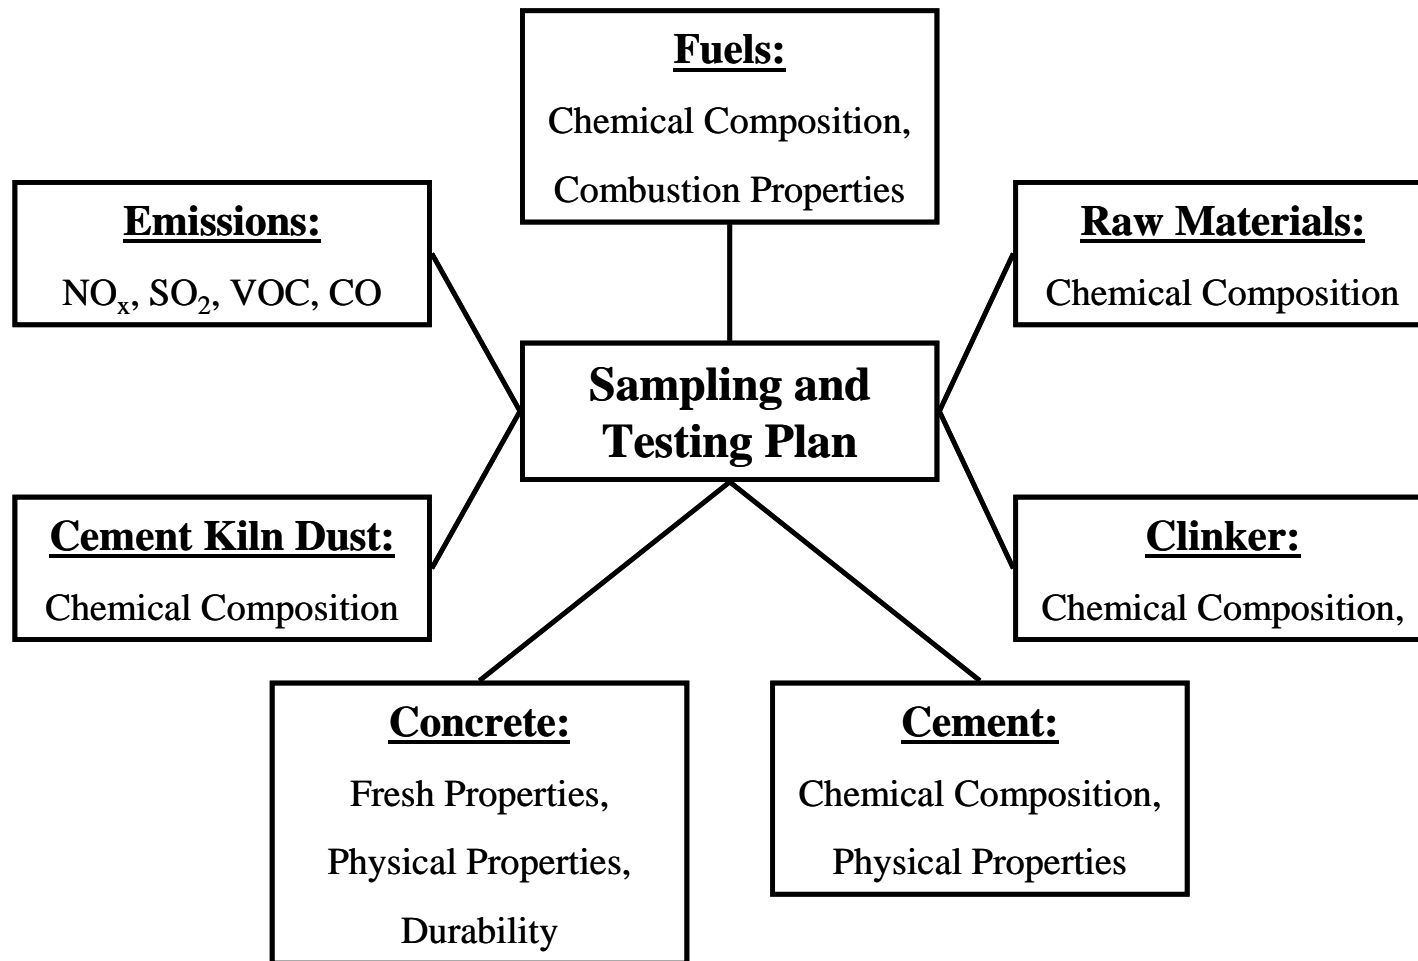 Fuels:
Chemical Composition,
Combustion Properties
Emissions:
NOₓ, SO₂, VOC, CO
Raw Materials:
Chemical Composition
Sampling and
Testing Plan
Cement Kiln Dust:
Chemical Composition
Clinker:
Chemical Composition,
Concrete:
Fresh Properties,
Physical Properties,
Durability
Cement:
Chemical Composition,
Physical Properties